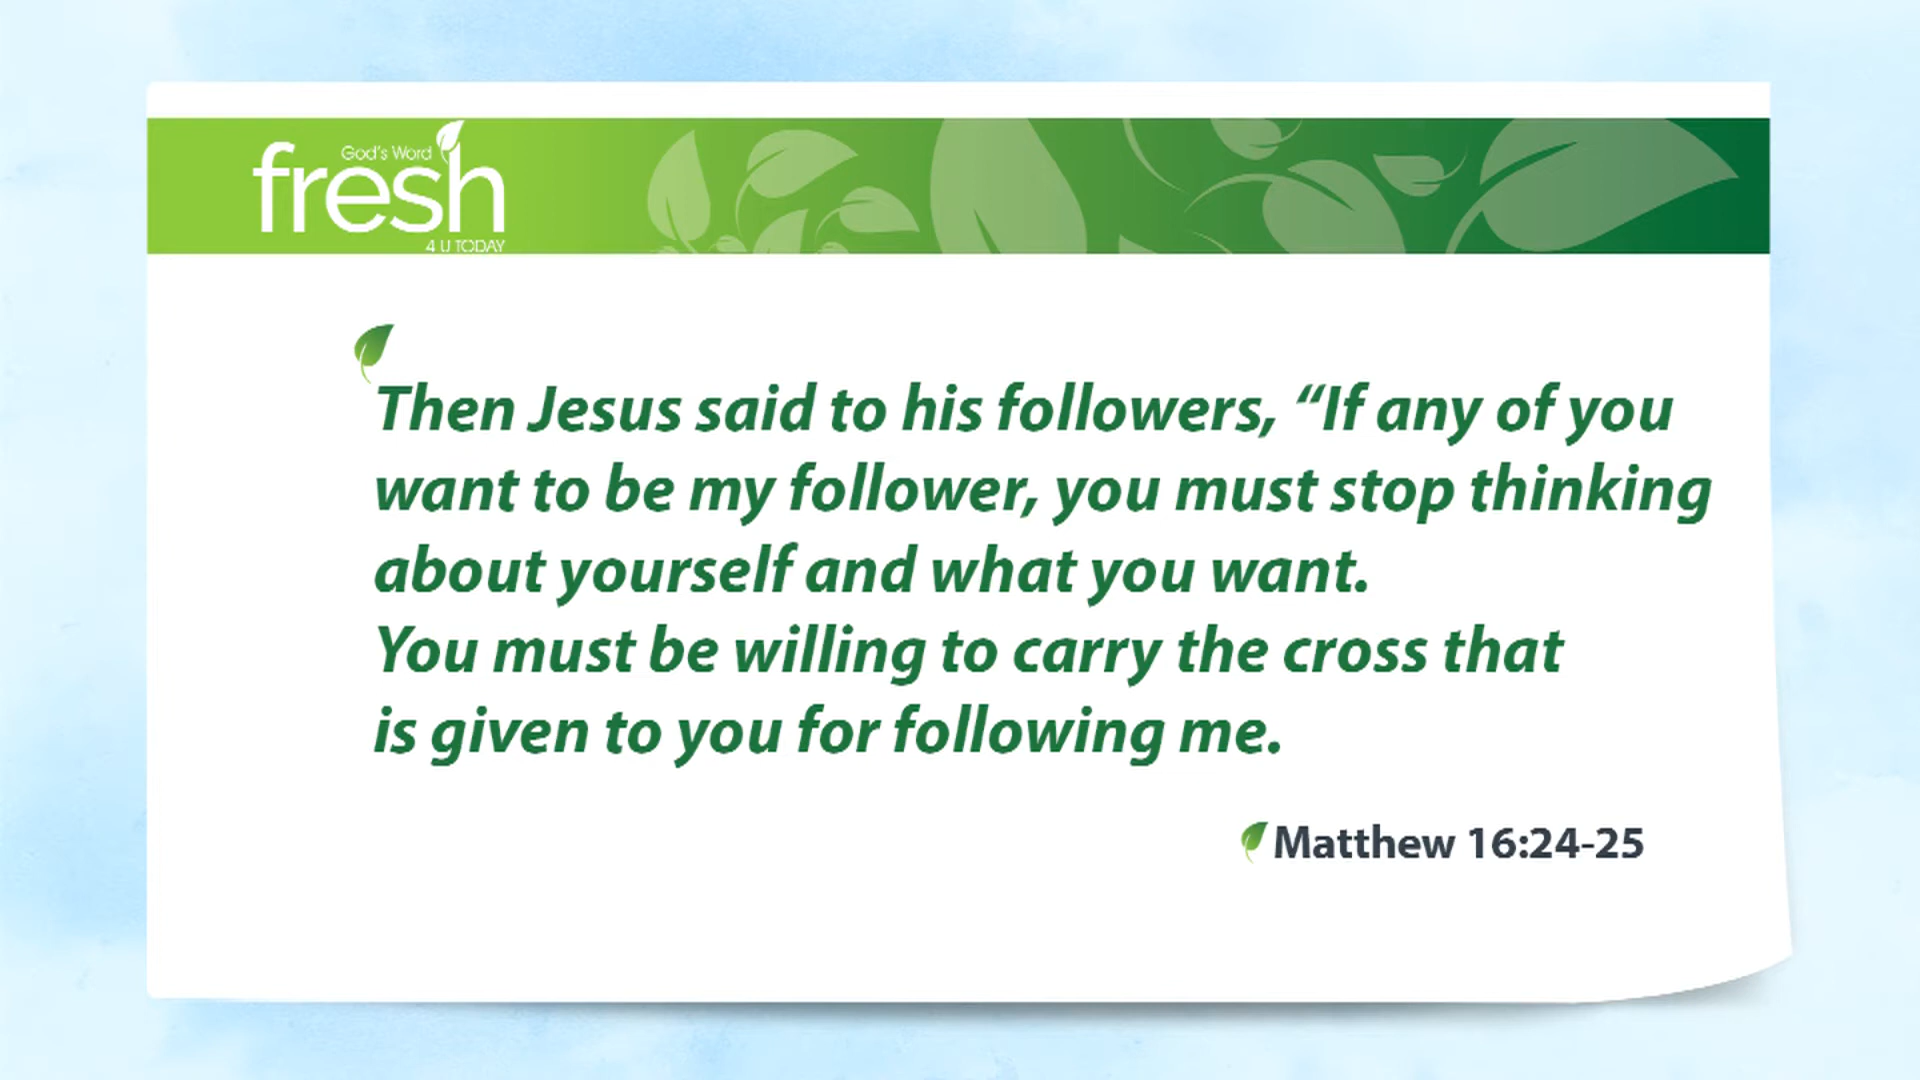 God's Word
fresh
4 U TODAY
Then Jesus said to his followers, “If any of you
want to be my follower, you must stop thinking
about yourself and what you want.
You must be willing to carry the cross that
is given to you for following me.
Matthew 16:24-25